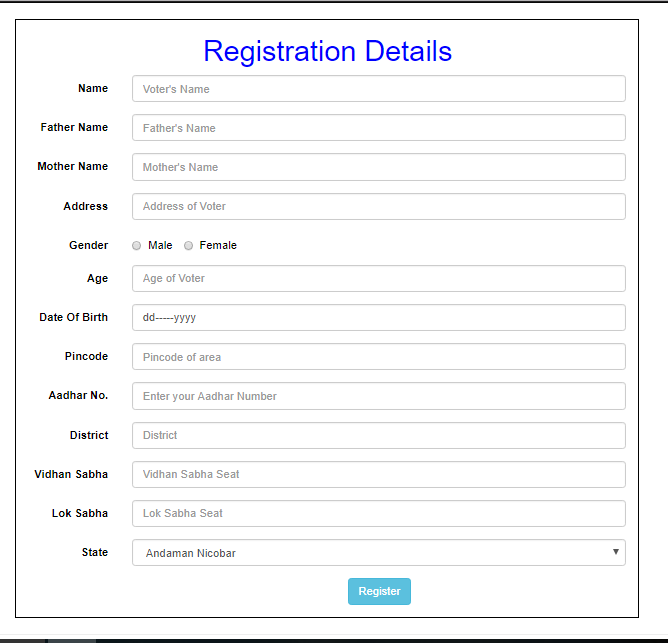 Registration Details
Name Voter's Name
Father Name Father's Name
Mother Name Mother's Name
Address Address of Voter
Gender Male Female
Age Age of Voter
Date Of Birth dd-----yyyy
Pincode Pincode of area
Aadhar No. Enter your Aadhar Number
District District
Vidhan Sabha Vidhan Sabha Seat
Lok Sabha Lok Sabha Seat
State Andaman Nicobar
Register